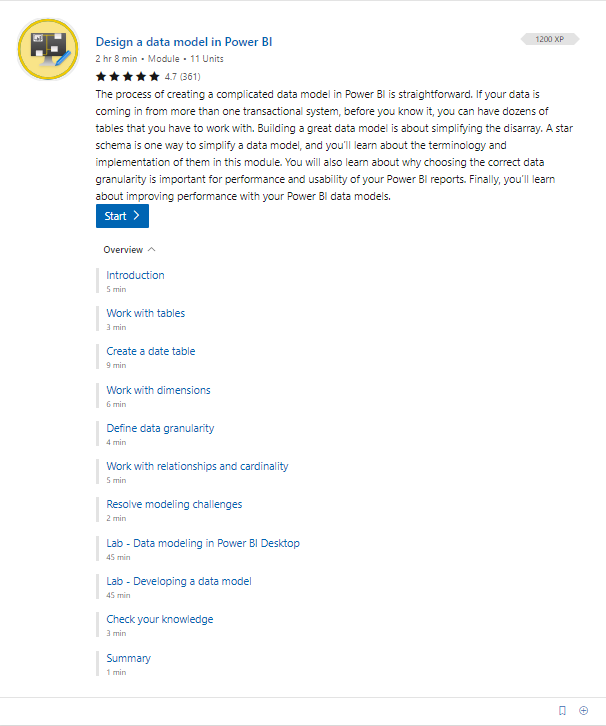 Design a data model in Power BI
1200 XP
2 hr 8 min • Module • 11 Units
4.7 (361)
The process of creating a complicated data model in Power BI is straightforward. If your data is
coming in from more than one transactional system, before you know it, you can have dozens of
tables that you have to work with. Building a great data model is about simplifying the disarray. A star
schema is one way to simplify a data model, and you'll learn about the terminology and
implementation of them in this module. You will also learn about why choosing the correct data
granularity is important for performance and usability of your Power BI reports. Finally, you'll learn
about improving performance with your Power BI data models.
Start
Overview
Introduction
5 min
Work with tables
3 min
Create a date table
9 min
Work with dimensions
6 min
Define data granularity
4 min
Work with relationships and cardinality
5 min
Resolve modeling challenges
2 min
Lab - Data modeling in Power BI Desktop
45 min
Lab - Developing a data model
45 min
Check your knowledge
3 min
Summary
1 min